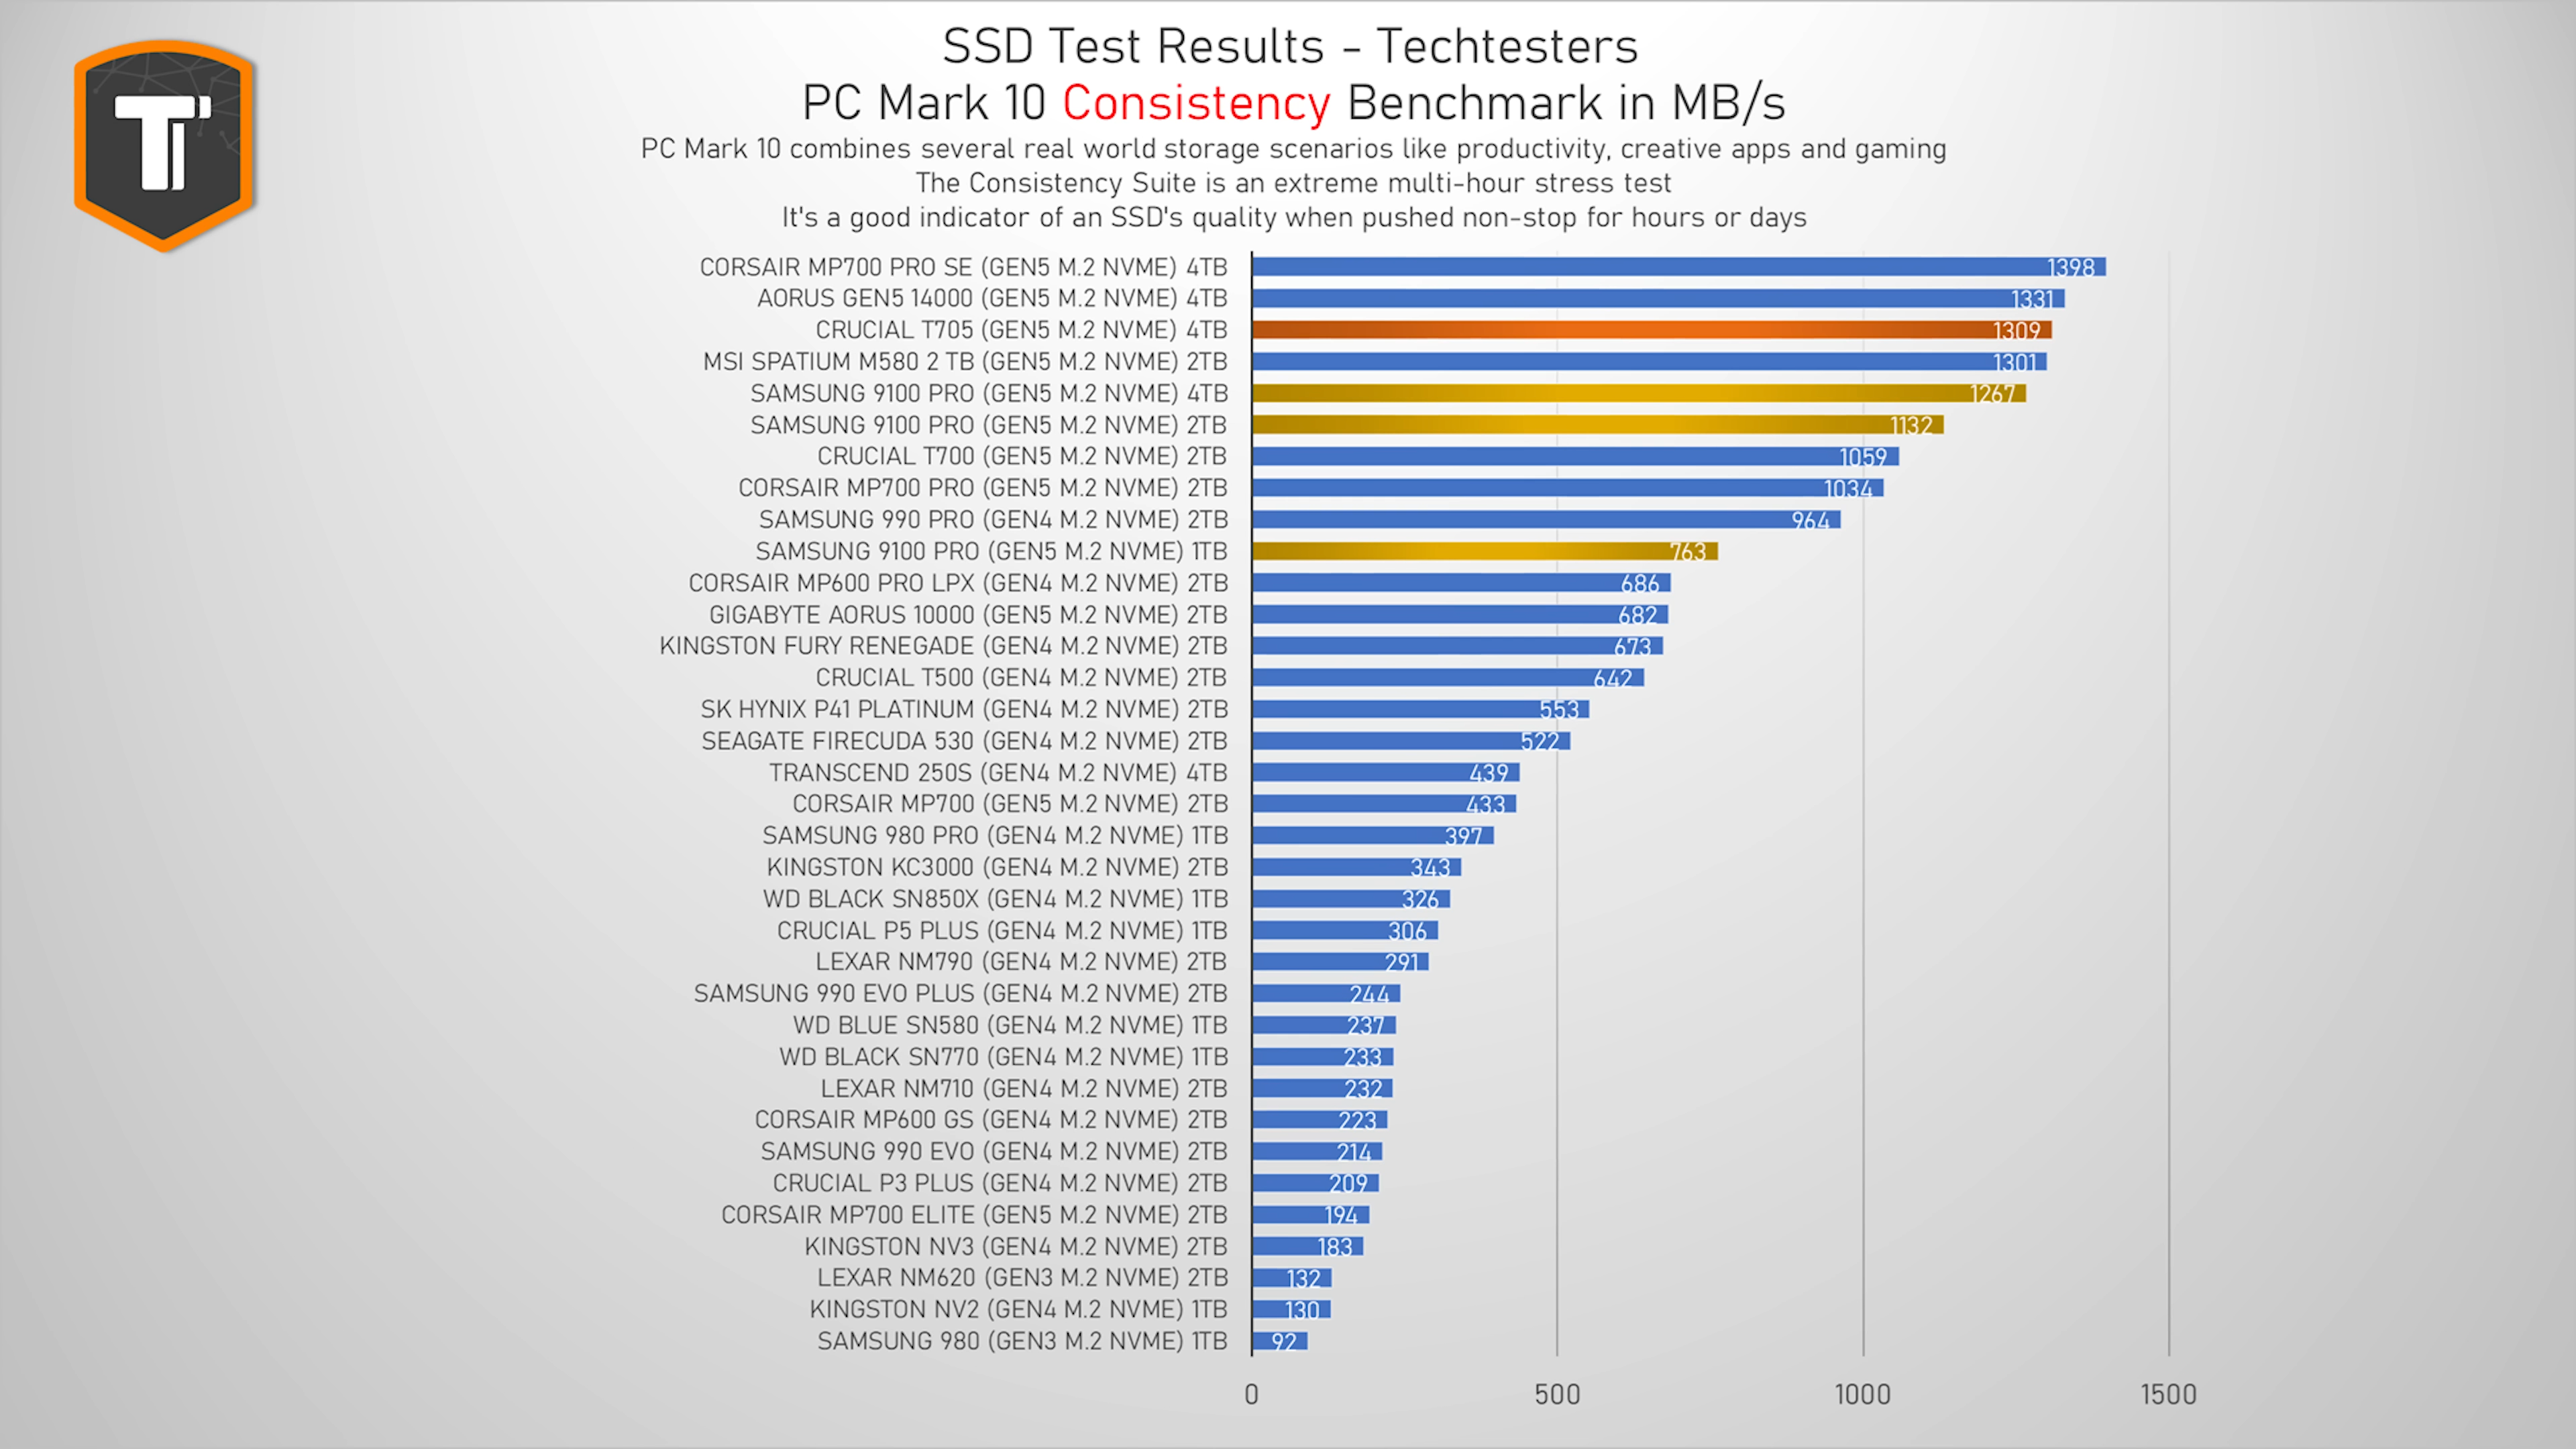 SSD Test Results - Techtesters
PC Mark 10 Consistency Benchmark in MB/s
PC Mark 10 combines several real world storage scenarios like productivity, creative apps and gaming
The Consistency Suite is an extreme multi-hour stress test
It's a good indicator of an SSD's quality when pushed non-stop for hours or days
CORSAIR MP700 PRO SE (GEN5 M.2 NVME) 4TB 1398
AORUS GEN5 14000 (GEN5 M.2 NVME) 4TB 1331
CRUCIAL T705 (GEN5 M.2 NVME) 4TB 1309
MSI SPATIUM M580 2 TB (GEN5 M.2 NVME) 2TB 1301
SAMSUNG 9100 PRO (GEN5 M.2 NVME) 4TB 1267
SAMSUNG 9100 PRO (GEN5 M.2 NVME) 2TB 1132
CRUCIAL T700 (GEN5 M.2 NVME) 2TB 1059
CORSAIR MP700 PRO (GEN5 M.2 NVME) 2TB 1034
SAMSUNG 990 PRO (GEN4 M.2 NVME) 2TB 964
SAMSUNG 9100 PRO (GEN5 M.2 NVME) 1TB 763
CORSAIR MP600 PRO LPX (GEN4 M.2 NVME) 2TB 686
GIGABYTE AORUS 10000 (GEN5 M.2 NVME) 2TB 682
KINGSTON FURY RENEGADE (GEN4 M.2 NVME) 2TB 673
CRUCIAL T500 (GEN4 M.2 NVME) 2TB 642
SK HYNIX P41 PLATINUM (GEN4 M.2 NVME) 2TB 553
SEAGATE FIRECUDA 530 (GEN4 M.2 NVME) 2TB 522
TRANSCEND 250S (GEN4 M.2 NVME) 4TB 439
CORSAIR MP700 (GEN5 M.2 NVME) 2TB 433
SAMSUNG 980 PRO (GEN4 M.2 NVME) 1TB 397
KINGSTON KC3000 (GEN4 M.2 NVME) 2TB 343
WD BLACK SN850X (GEN4 M.2 NVME) 1TB 326
CRUCIAL P5 PLUS (GEN4 M.2 NVME) 1TB 306
LEXAR NM790 (GEN4 M.2 NVME) 2TB 291
SAMSUNG 990 EVO PLUS (GEN4 M.2 NVME) 2TB 244
WD BLUE SN580 (GEN4 M.2 NVME) 1TB 237
WD BLACK SN770 (GEN4 M.2 NVME) 1TB 233
LEXAR NM710 (GEN4 M.2 NVME) 2TB 232
CORSAIR MP600 GS (GEN4 M.2 NVME) 2TB 223
SAMSUNG 990 EVO (GEN4 M.2 NVME) 2TB 214
CRUCIAL P3 PLUS (GEN4 M.2 NVME) 2TB 209
CORSAIR MP700 ELITE (GEN5 M.2 NVME) 2TB 194
KINGSTON NV3 (GEN4 M.2 NVME) 2TB 183
LEXAR NM620 (GEN3 M.2 NVME) 2TB 132
KINGSTON NV2 (GEN4 M.2 NVME) 1TB 130
SAMSUNG 980 (GEN3 M.2 NVME) 1TB 92
0 500 1000 1500